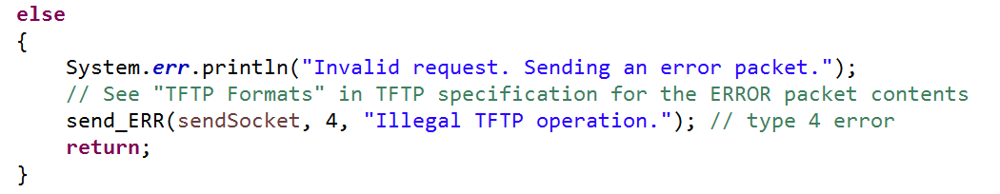 else
{
    System.err.println("Invalid request. Sending an error packet.");
    // See "TFTP Formats" in TFTP specification for the ERROR packet contents
    send_ERR(sendSocket, 4, "Illegal TFTP operation."); // type 4 error
    return;
}